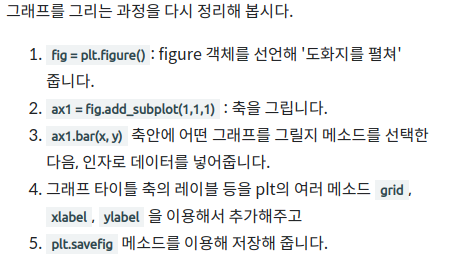 그래프를 그리는 과정을 다시 정리해 봅시다.
1. fig = plt.figure() : figure 객체를 선언해 '도화지를 펼쳐'
줍니다.
2. ax1 = fig.add_subplot(1,1,1) : 축을 그립니다.
3. ax1.bar(x, y) 축안에 어떤 그래프를 그릴지 메소드를 선택한
다음, 인자로 데이터를 넣어줍니다.
4. 그래프 타이틀 축의 레이블 등을 plt의 여러 메소드 grid ,
xlabel , ylabel 을 이용해서 추가해주고
5. plt.savefig 메소드를 이용해 저장해 줍니다.